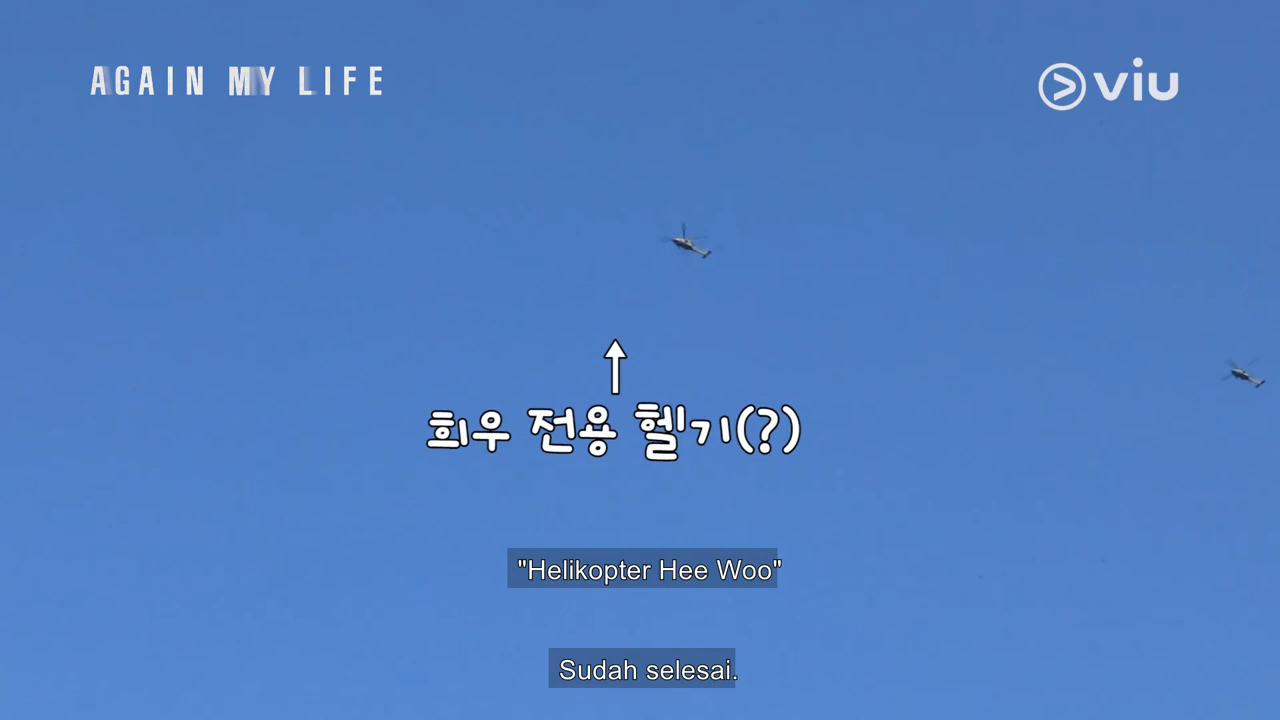 AGAIN MY LIFE
viu
희우 전용 헬기(?)
"Helikopter Hee Woo"
Sudah selesai.